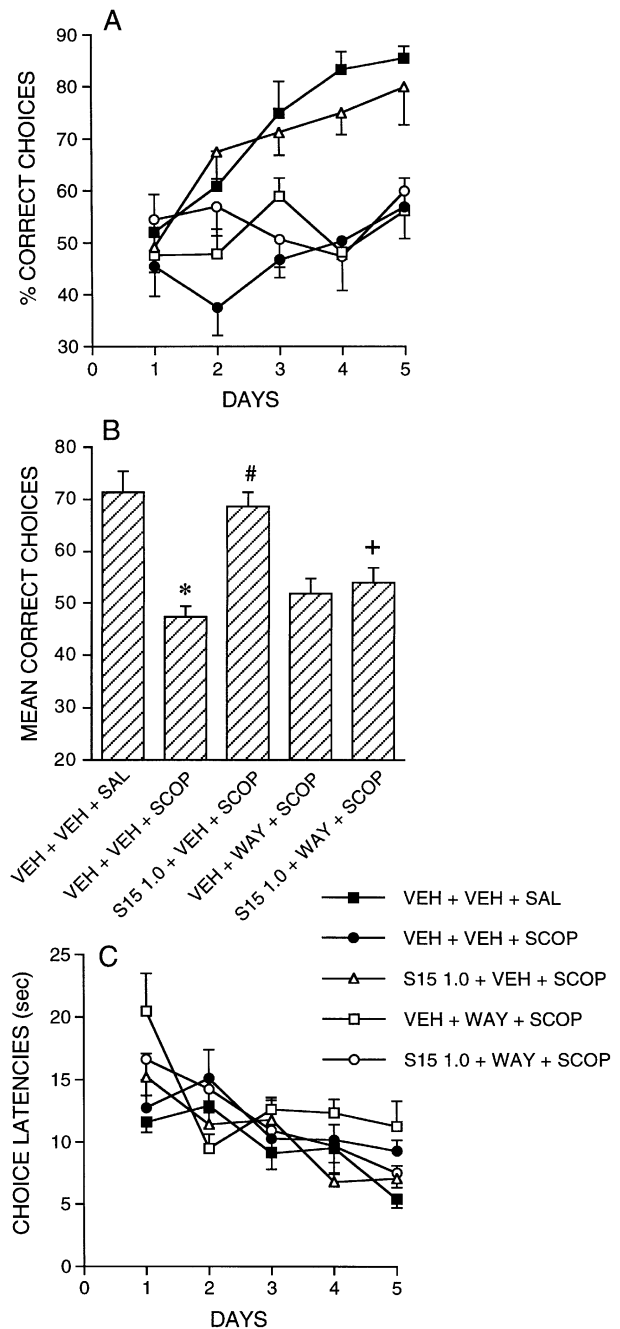 A
90
80
70
60
50
40
30
% CORRECT CHOICES
0 1 2 3 4 5
DAYS
B
80
70
60
50
40
30
20
MEAN CORRECT CHOICES
* # +
VEH + VEH + SAL
VEH + VEH + SCOP
S15 1.0 + VEH + SCOP
VEH + WAY + SCOP
S15 1.0 + WAY + SCOP
VEH + VEH + SAL
VEH + VEH + SCOP
S15 1.0 + VEH + SCOP
VEH + WAY + SCOP
S15 1.0 + WAY + SCOP
C
25
20
15
10
5
0
CHOICE LATENCIES (sec)
0 1 2 3 4 5
DAYS